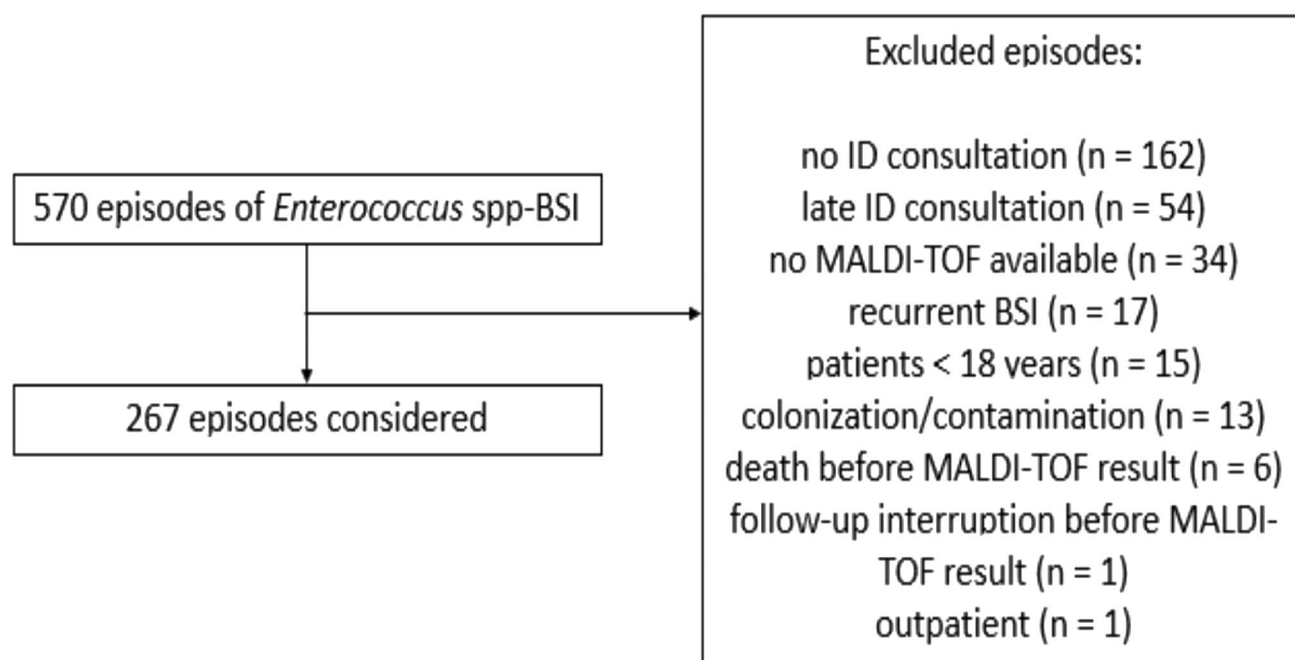 570 episodes of Enterococcus spp-BSI
267 episodes considered
Excluded episodes:
no ID consultation (n = 162)
late ID consultation (n = 54)
no MALDI-TOF available (n = 34)
recurrent BSI (n = 17)
patients < 18 years (n = 15)
colonization/contamination (n = 13)
death before MALDI-TOF result (n = 6)
follow-up interruption before MALDI-
TOF result (n = 1)
outpatient (n = 1)